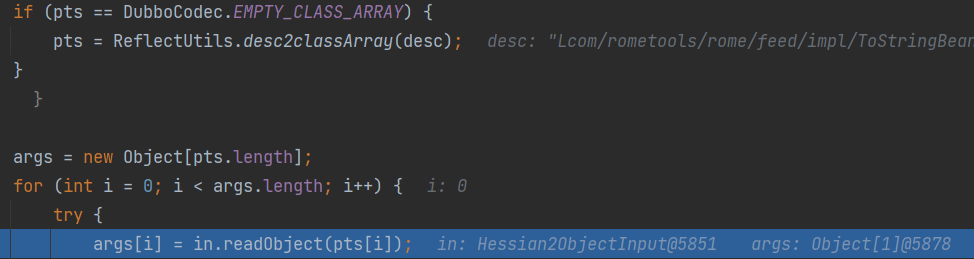 if (pts == DubboCodec.EMPTY_CLASS_ARRAY) {
pts = ReflectUtils.desc2classArray(desc); desc: "Lcom/rometools/rome/feed/impl/ToStringBean
}
}
args = new Object[pts.length];
for (int i = 0; i < args.length; i++) { i: 0
try {
args[i] = in.readObject(pts[i]); in: Hessian2ObjectInput@5851 args: Object[1]@5878